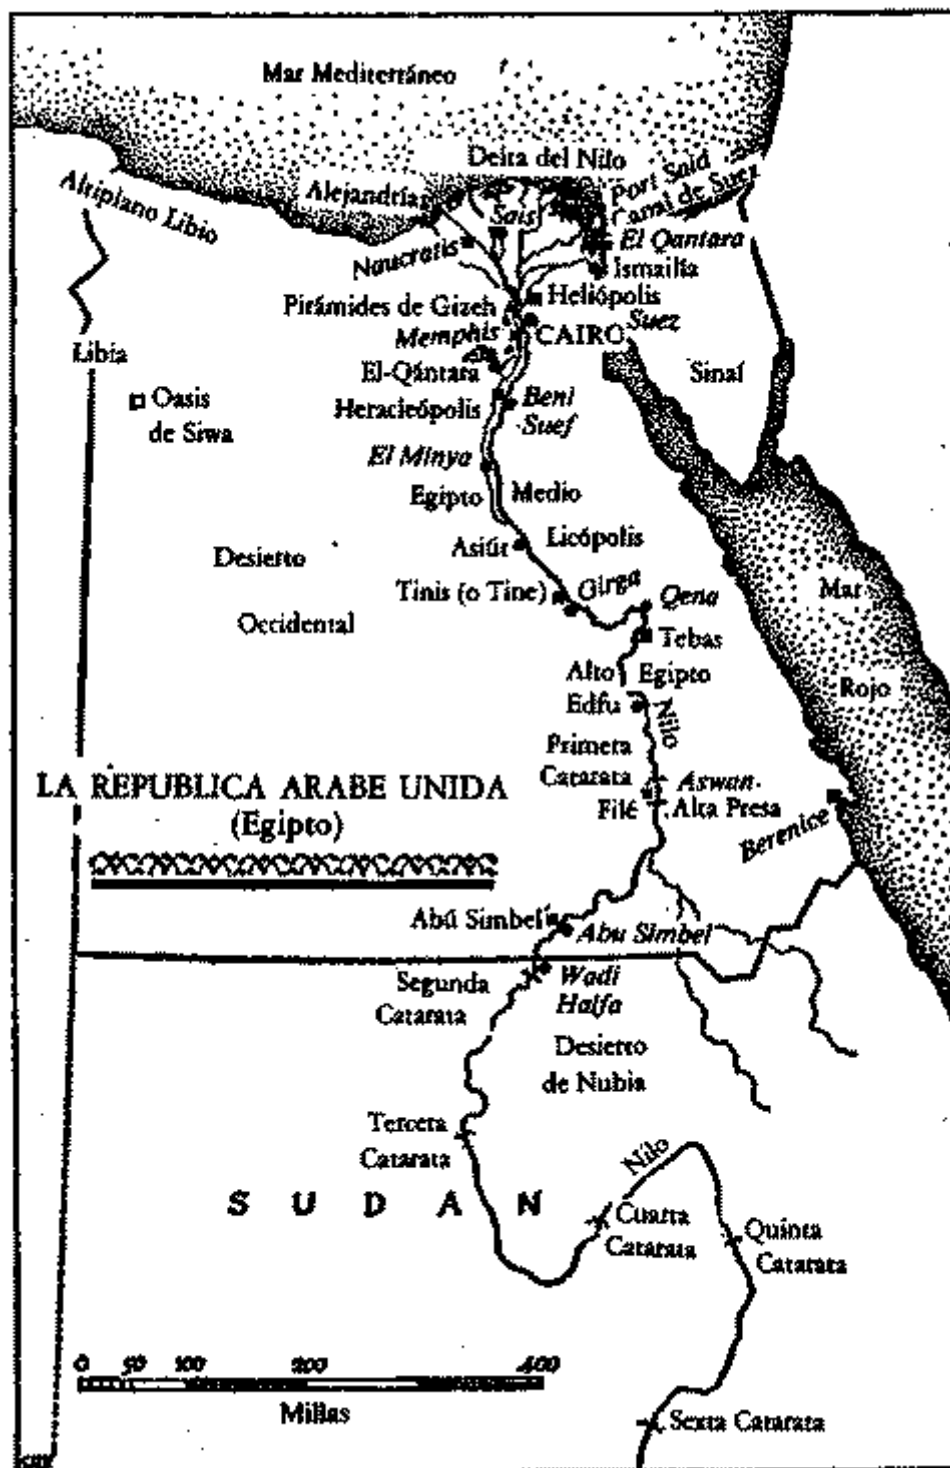 Mar Mediterráneo
Delta del Nilo
Port Said
Canal de Suez
Alejandría
Altiplano Libio
Sais
Naucratis
El Qantara
Ismailía
Heliópolis
Pirámides de Gizeh
Memphis
CAIRO
Suez
Libia
El-Qántara
Sinaí
Oasis
de Siwa
Heracleópolis
Beni
-Suef
El Minya
Egipto Medio
Asiút
Licópolis
Desierto
Occidental
Tinis (o Tine)
Girga
Qena
Mar
Rojo
Tebas
Alto Egipto
Edfu
Nilo
Primera
Catarata
Aswan-
Alta Presa
Filé
Berenice
LA REPUBLICA ARABE UNIDA
(Egipto)
Abú Simbel
Abu Simbel
Segunda
Catarata
Wadi
Halfa
Desierto
de Nubia
Tercera
Catarata
Nilo
SUDAN
Cuarta
Catarata
Quinta
Catarata
0 50 100 200 400
Millas
Sexta Catarata